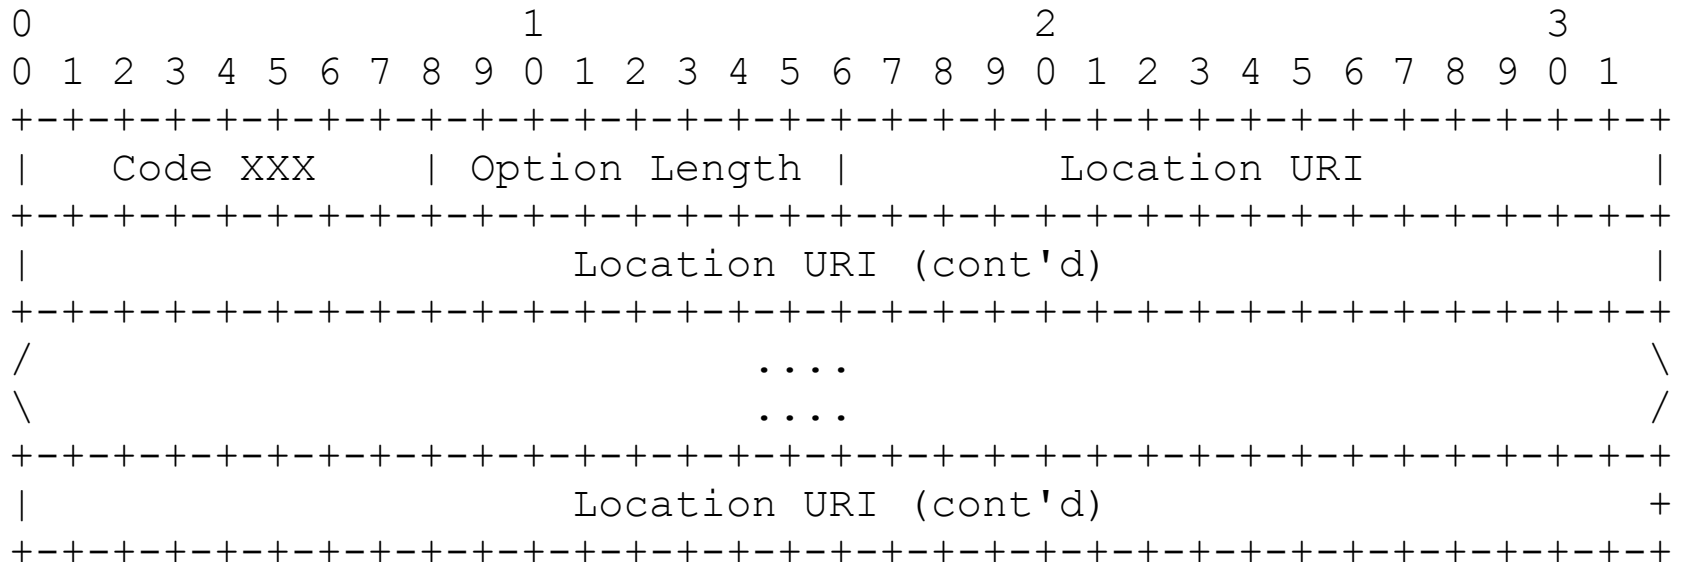 0                   1                   2                   3
0 1 2 3 4 5 6 7 8 9 0 1 2 3 4 5 6 7 8 9 0 1 2 3 4 5 6 7 8 9 0 1
+-+-+-+-+-+-+-+-+-+-+-+-+-+-+-+-+-+-+-+-+-+-+-+-+-+-+-+-+-+-+-+-+
|   Code XXX    | Option Length |        Location URI           |
+-+-+-+-+-+-+-+-+-+-+-+-+-+-+-+-+-+-+-+-+-+-+-+-+-+-+-+-+-+-+-+-+
|                     Location URI (cont'd)                     |
+-+-+-+-+-+-+-+-+-+-+-+-+-+-+-+-+-+-+-+-+-+-+-+-+-+-+-+-+-+-+-+-+
/                            ....                               \
\                            ....                               /
+-+-+-+-+-+-+-+-+-+-+-+-+-+-+-+-+-+-+-+-+-+-+-+-+-+-+-+-+-+-+-+-+
|                     Location URI (cont'd)                     +
+-+-+-+-+-+-+-+-+-+-+-+-+-+-+-+-+-+-+-+-+-+-+-+-+-+-+-+-+-+-+-+-+